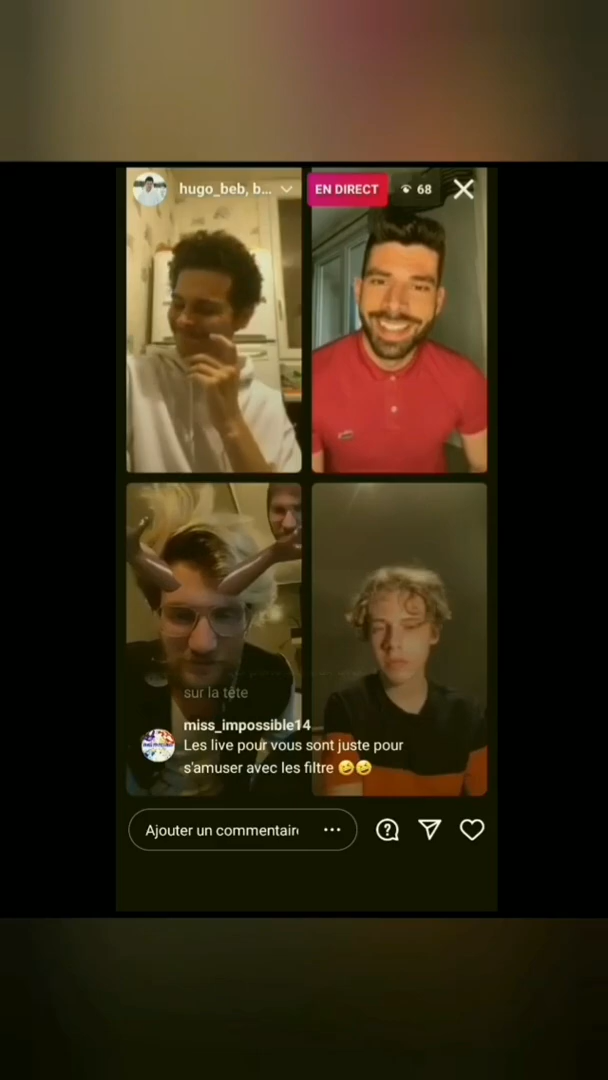 hugo_beb, b...
EN DIRECT
68
sur la tête
miss_impossible14
Les live pour vous sont juste pour
s'amuser avec les filtre 🤣🤣
Ajouter un commentair